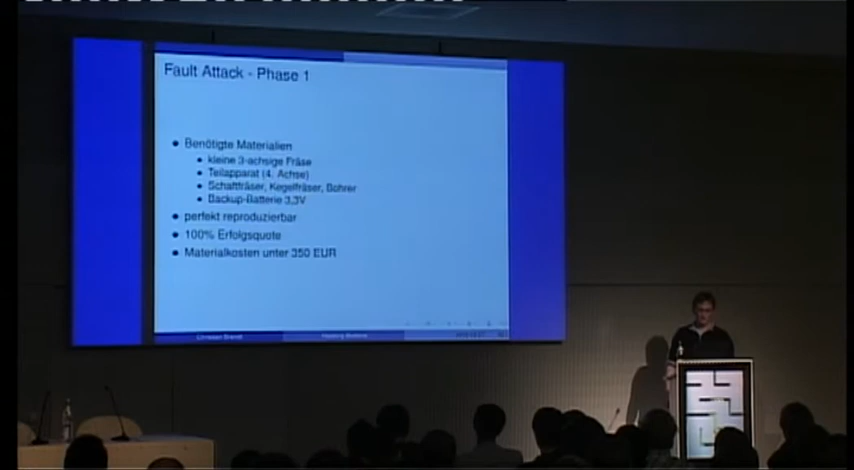 Fault Attack - Phase 1
• Benötigte Materialien
• kleine 3-achsige Fräse
• Teilapparat (4. Achse)
• Schaftfräser, Kegelfräser, Bohrer
• Backup-Batterie 3,3V
• perfekt reproduzierbar
• 100% Erfolgsquote
• Materialkosten unter 350 EUR